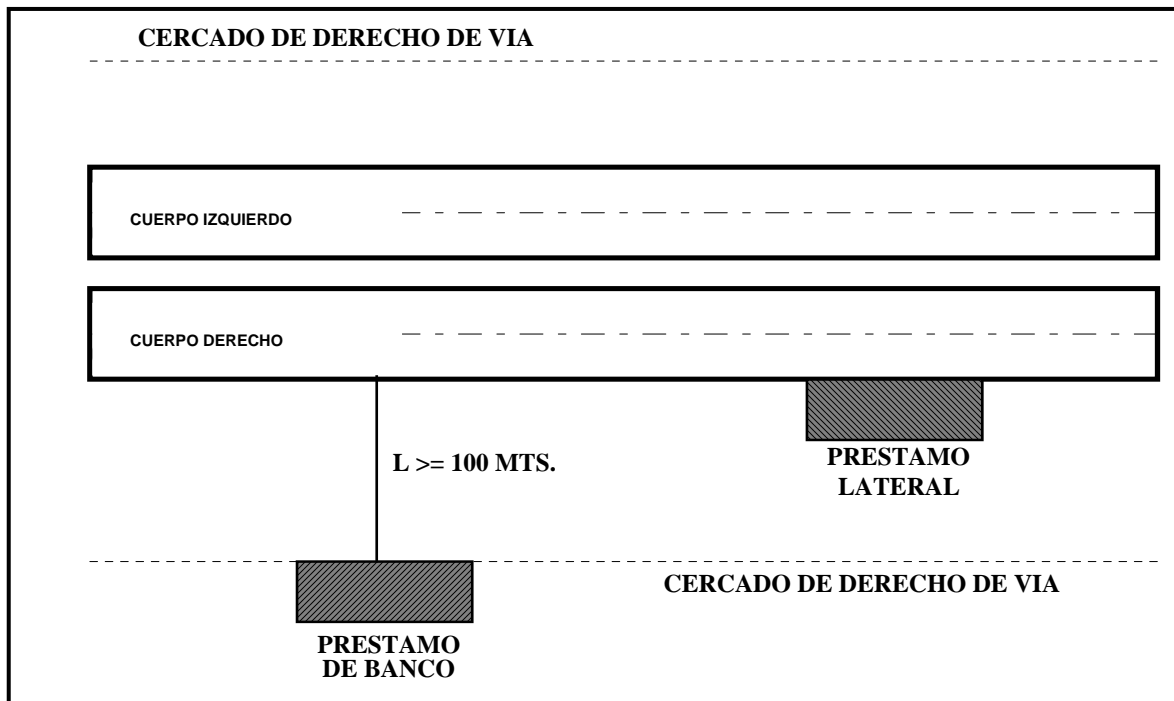 CERCADO DE DERECHO DE VIA
CUERPO IZQUIERDO
CUERPO DERECHO
L >= 100 MTS.
PRESTAMO
LATERAL
CERCADO DE DERECHO DE VIA
PRESTAMO
DE BANCO